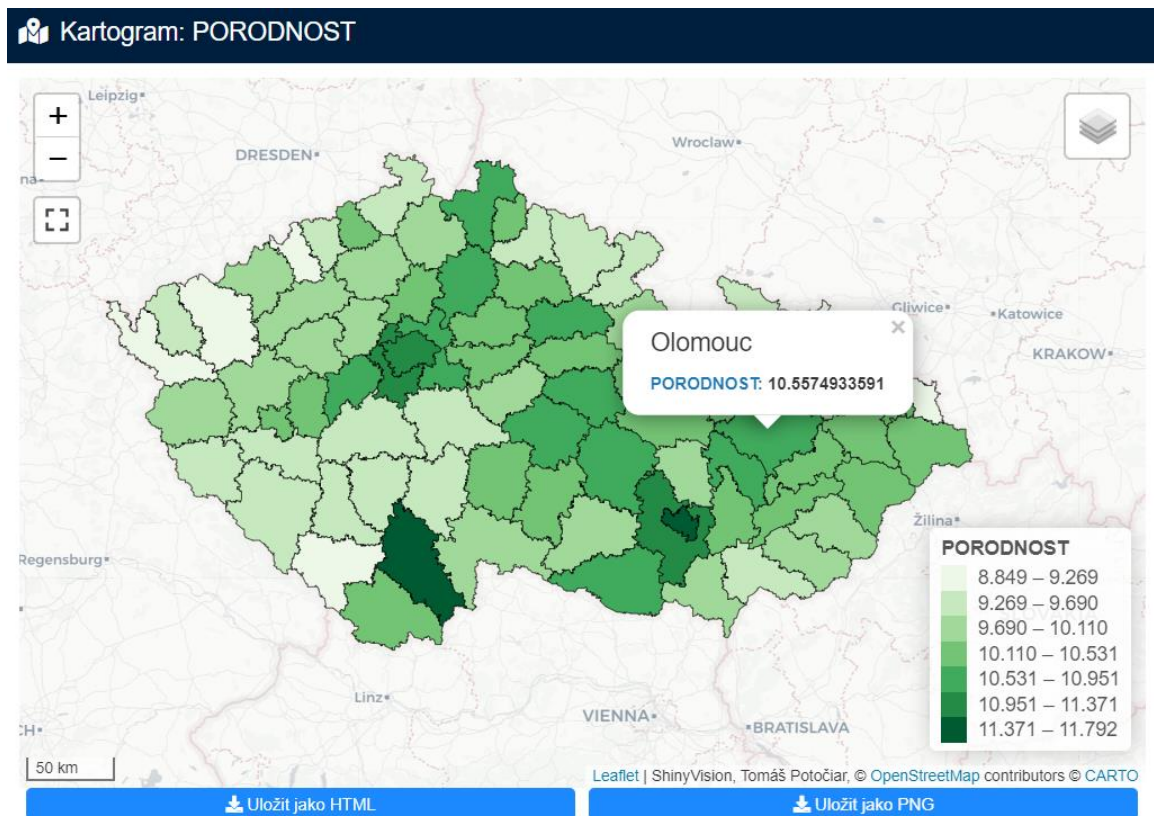 Kartogram: PORODNOST
Leipzig
+
−
DRESDEN
Wroclaw
na
Gliwice
Katowice
KRAKOW
Olomouc
×
PORODNOST: 10.5574933591
Žilina
Regensburg
PORODNOST
8.849 – 9.269
9.269 – 9.690
9.690 – 10.110
10.110 – 10.531
10.531 – 10.951
10.951 – 11.371
11.371 – 11.792
Linz
VIENNA
BRATISLAVA
CH
50 km
Leaflet | ShinyVision, Tomáš Potočiar, © OpenStreetMap contributors © CARTO
Uložit jako HTML
Uložit jako PNG